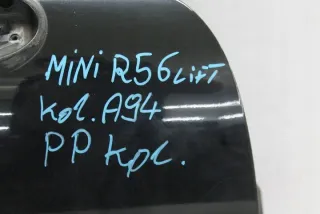 MiNi R56 LiFT
kol. A94
PP kpl.